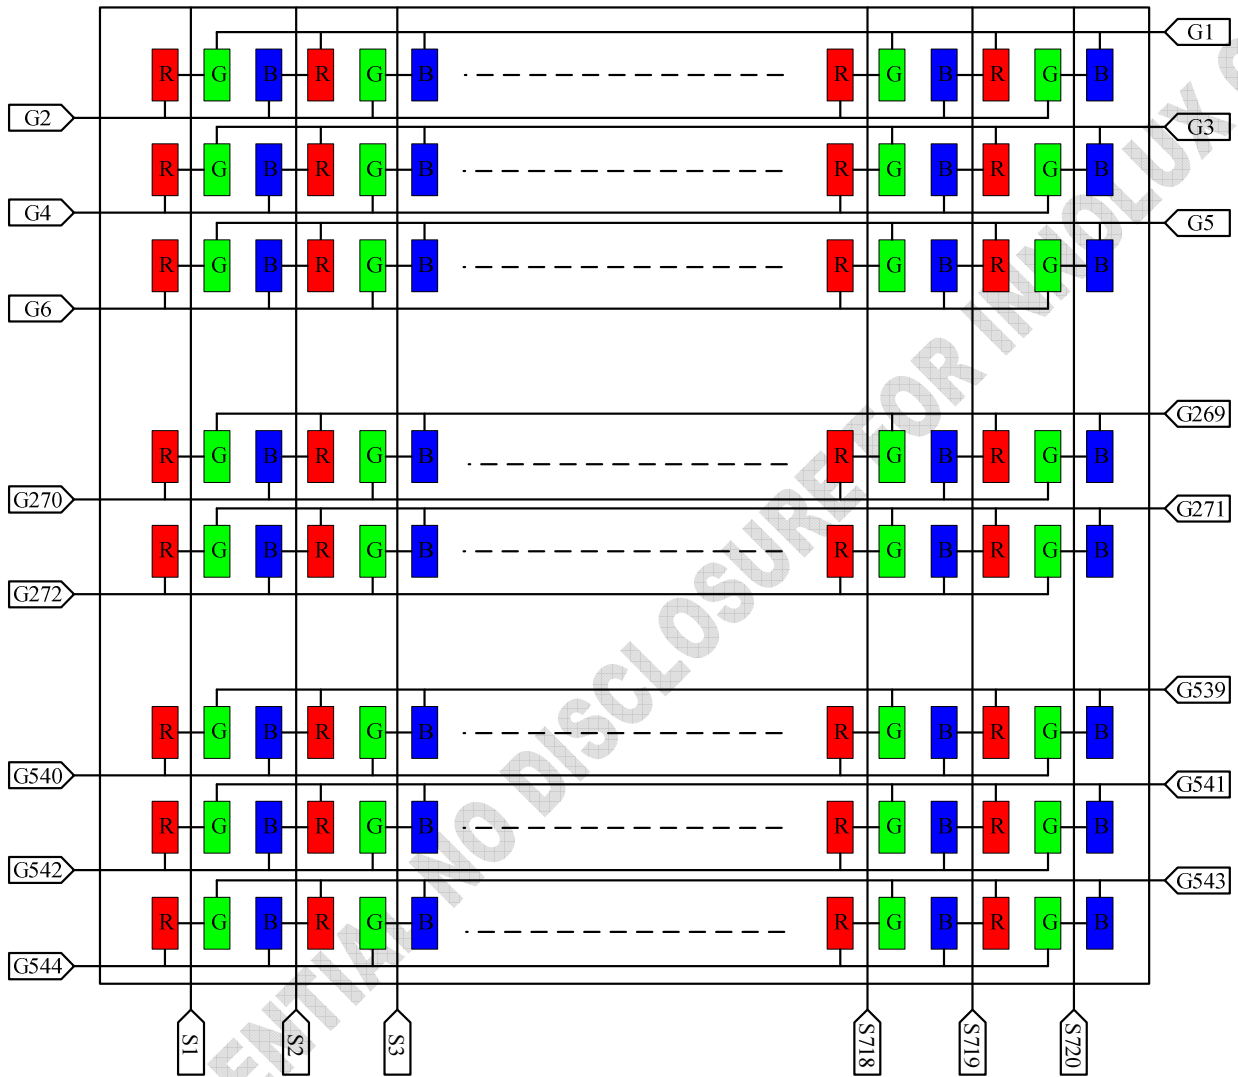 G1
R G B R G B R G B R G B
G2
G3
R G B R G B R G B R G B
G4
G5
R G B R G B R G B R G B
G6
G269
R G B R G B R G B R G B
G270
G271
R G B R G B R G B R G B
G272
G539
R G B R G B R G B R G B
G540
G541
R G B R G B R G B R G B
G542
G543
R G B R G B R G B R G B
G544
S1 S2 S3 S718 S719 S720
NO DISCLOSURE FOR INNOLUX